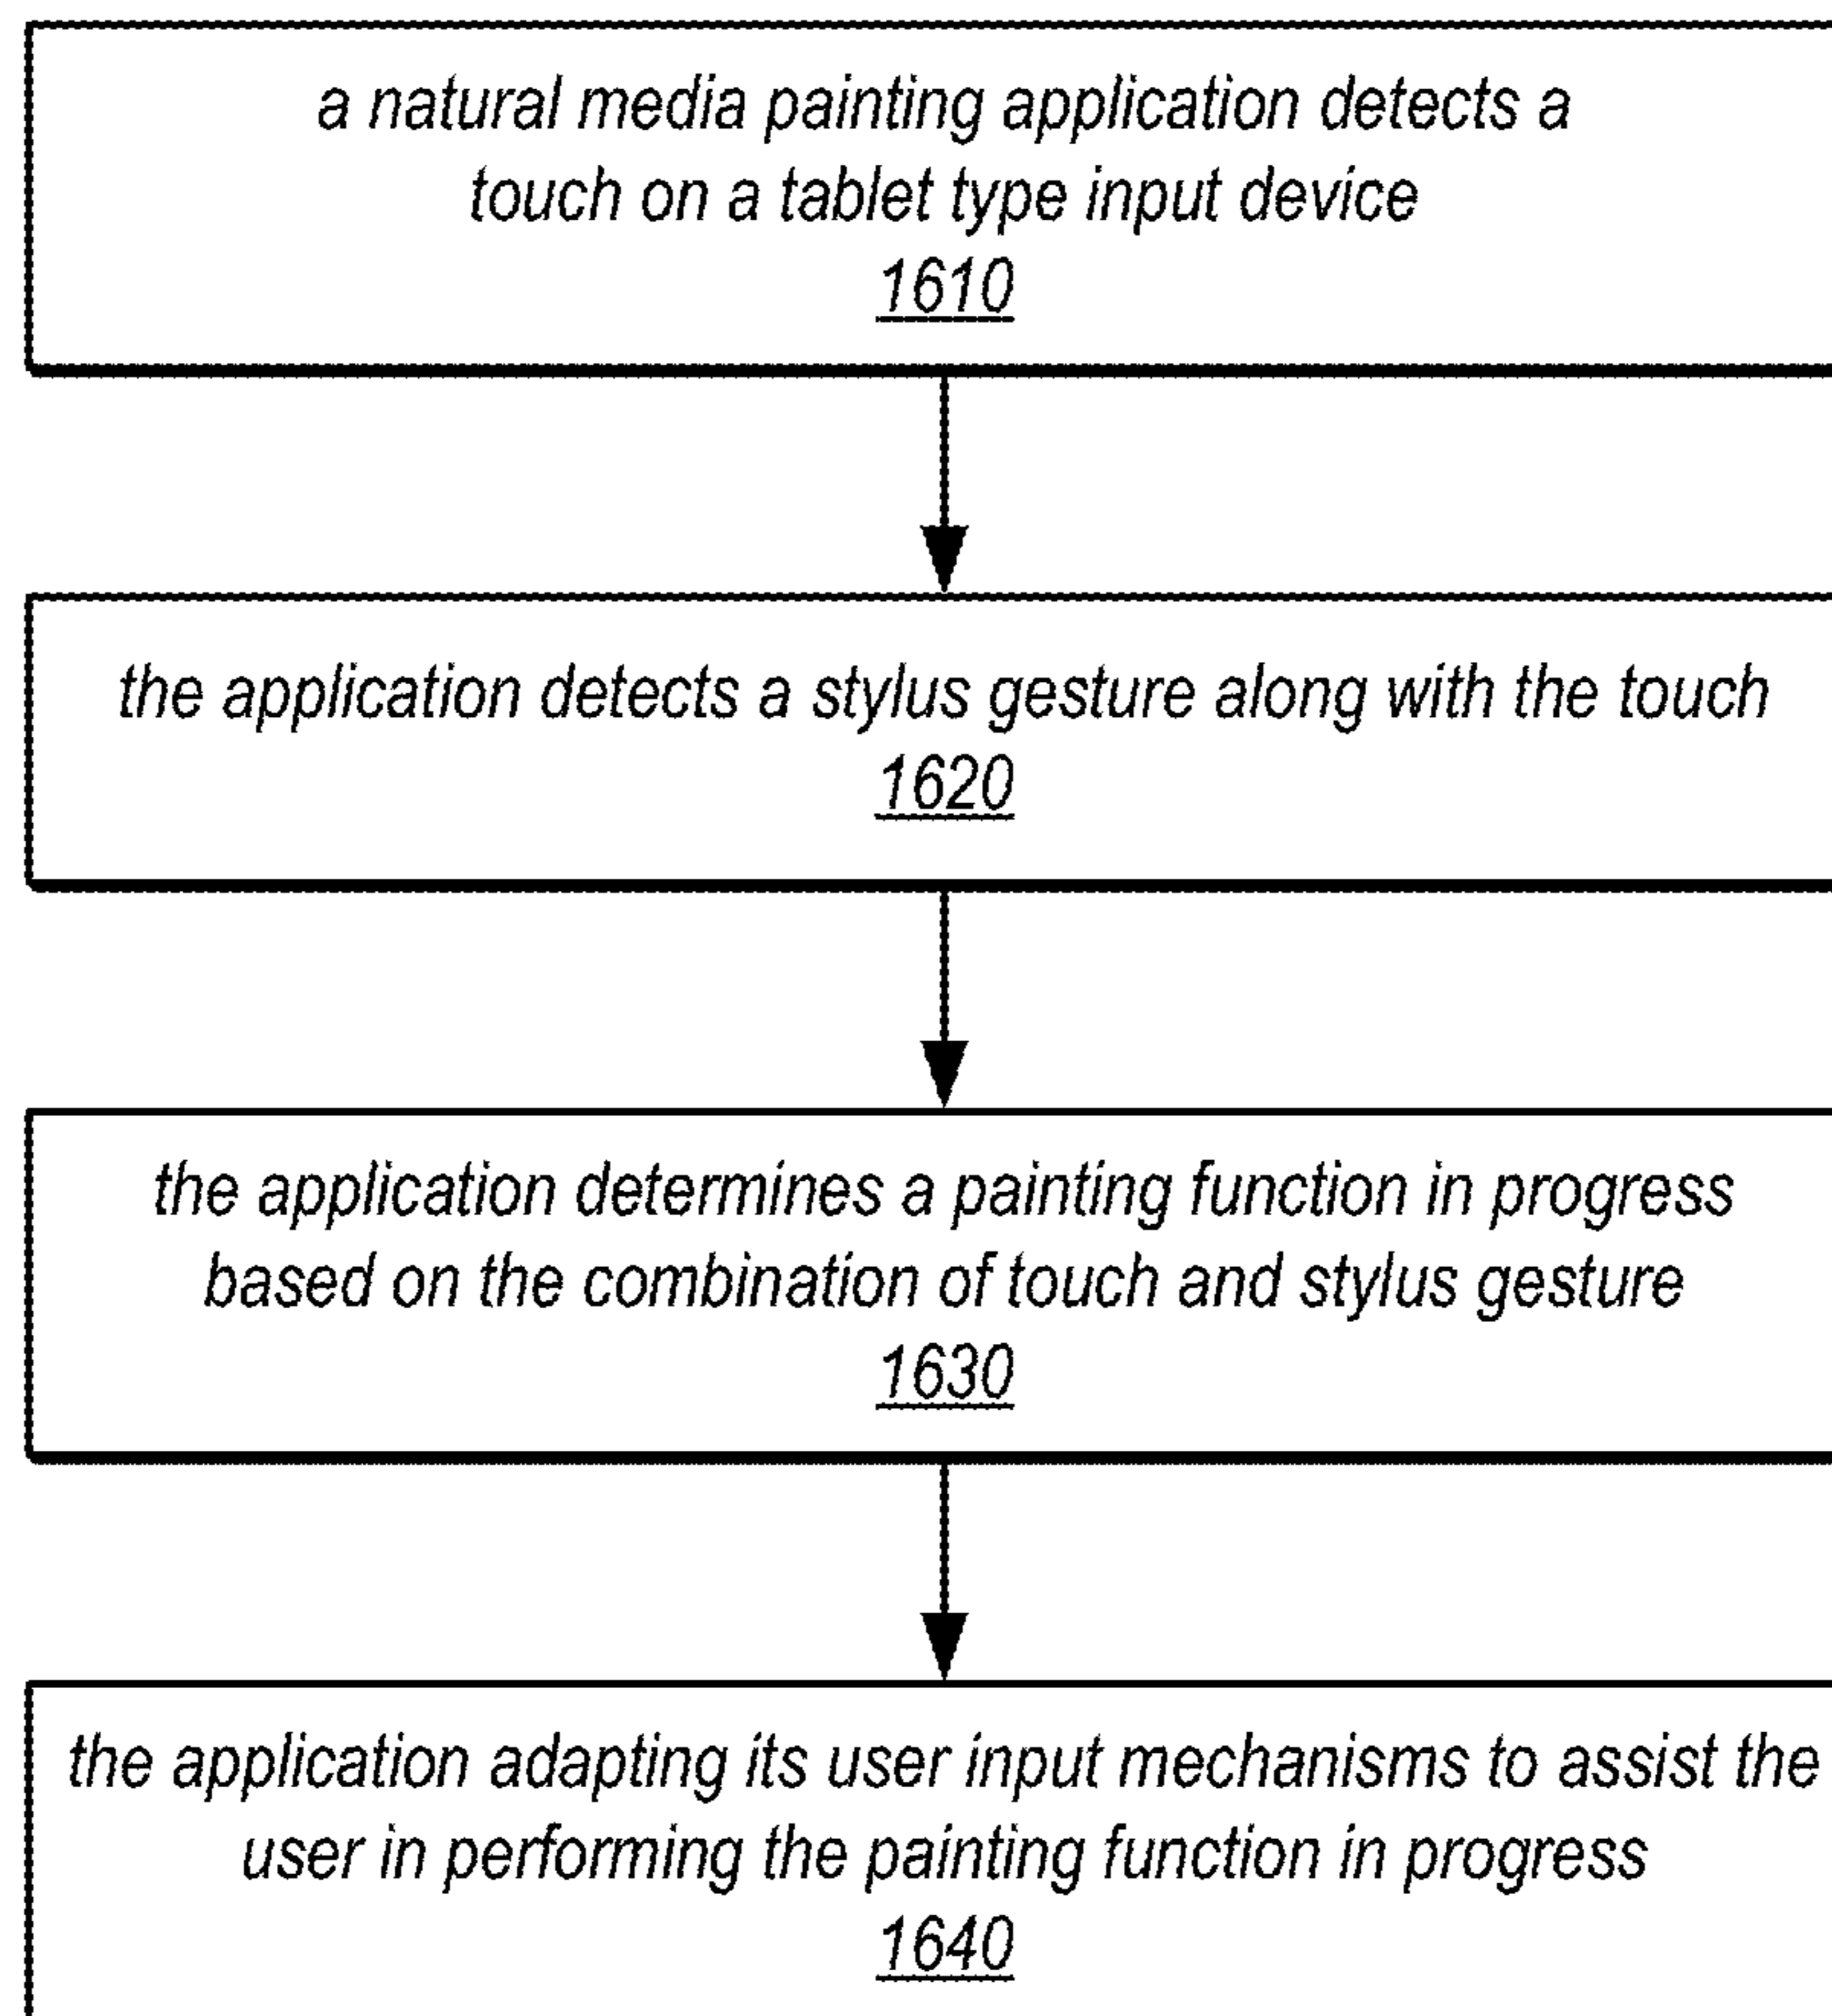 a natural media painting application detects a
touch on a tablet type input device
1610
the application detects a stylus gesture along with the touch
1620
the application determines a painting function in progress
based on the combination of touch and stylus gesture
1630
the application adapting its user input mechanisms to assist the
user in performing the painting function in progress
1640